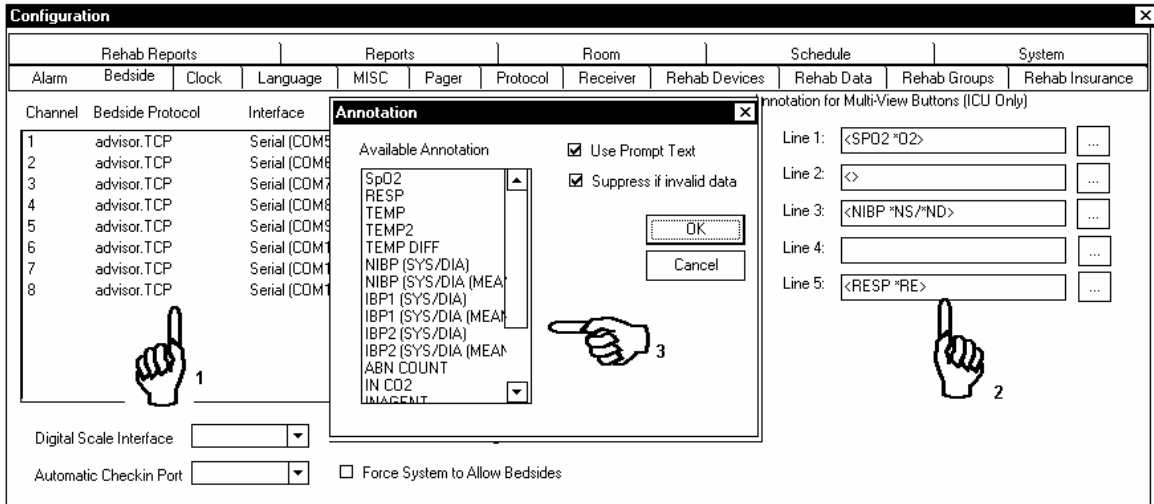 Configuration
Rehab Reports Reports Room Schedule System
Alarm Bedside Clock Language MISC Pager Protocol Receiver Rehab Devices Rehab Data Rehab Groups Rehab Insurance
Channel Bedside Protocol Interface
1 advisor.TCP Serial (COM5
2 advisor.TCP Serial (COM6
3 advisor.TCP Serial (COM7
4 advisor.TCP Serial (COM8
5 advisor.TCP Serial (COM9
6 advisor.TCP Serial (COM1
7 advisor.TCP Serial (COM1
8 advisor.TCP Serial (COM1
1
Annotation
Available Annotation
SpO2
RESP
TEMP
TEMP2
TEMP DIFF
NIBP (SYS/DIA)
NIBP (SYS/DIA (MEA
IBP1 (SYS/DIA)
IBP1 (SYS/DIA (MEAN
IBP2 (SYS/DIA)
IBP2 (SYS/DIA (MEAN
ABN COUNT
IN CO2
INAGENT
Use Prompt Text
Suppress if invalid data
OK
Cancel
3
nnotation for Multi-View Buttons (ICU Only)
Line 1: <SPO2 *O2> ...
Line 2: <> ...
Line 3: <NIBP *NS/*ND> ...
Line 4: ...
Line 5: <RESP *RE> ...
2
Digital Scale Interface
Automatic Checkin Port
Force System to Allow Bedsides